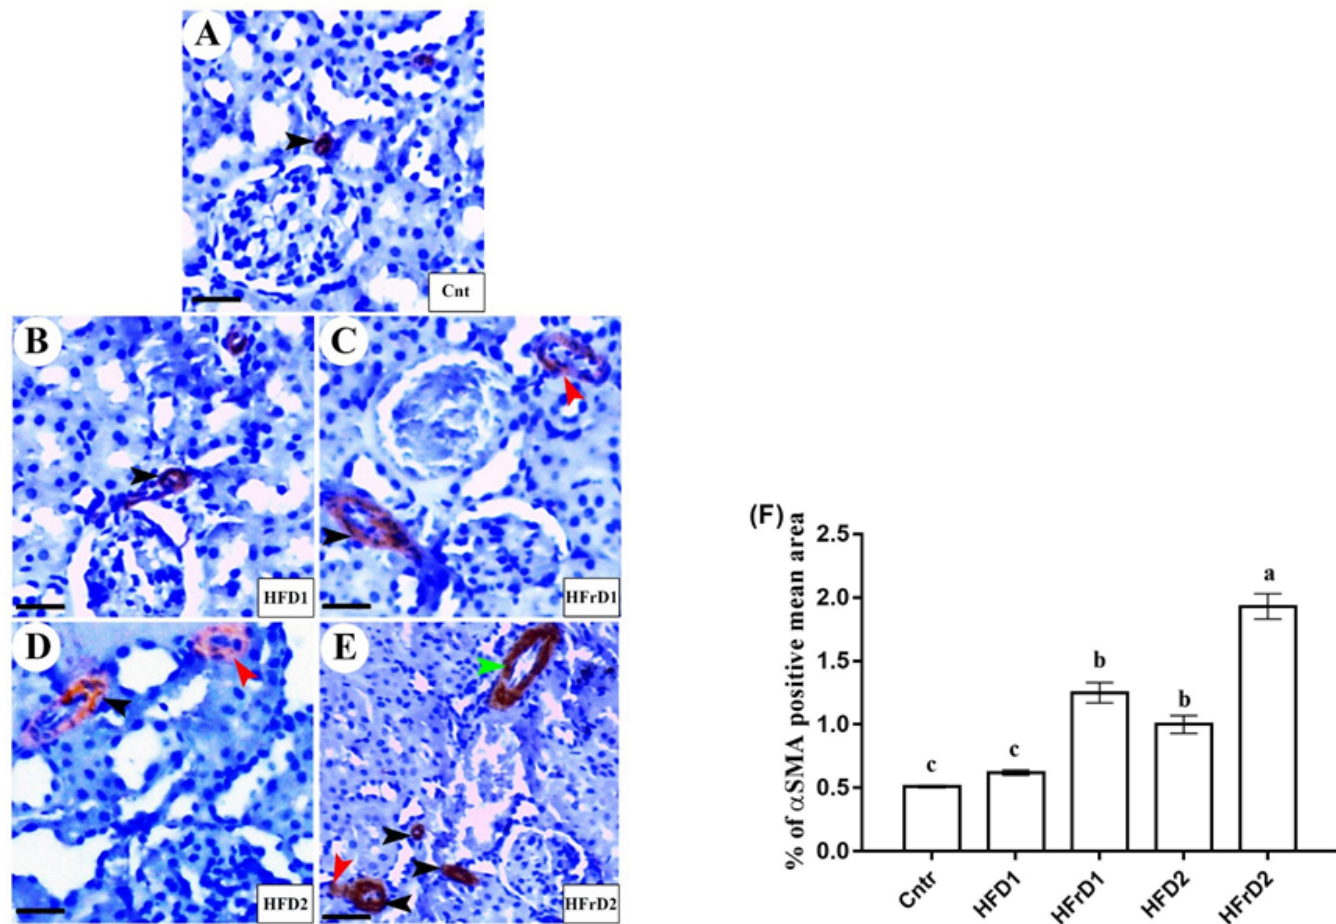 A
Cnt
B
HFD1
C
HFrD1
D
HFD2
E
HFrD2
(F)
% of αSMA positive mean area
2.5
2.0
1.5
1.0
0.5
0.0
c
c
b
b
a
Cntr
HFD1
HFrD1
HFD2
HFrD2